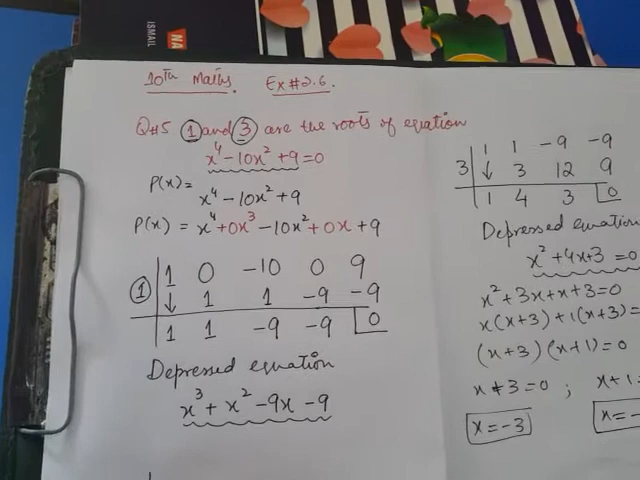 ISMAIL
NA
10th Maths. Ex#2.6.
Q#5 1 and 3 are the roots of equation
x⁴-10x²+9=0
P(x)=
x⁴-10x²+9
P(x) = x⁴+0x³-10x²+0x+9
1 | 1 0 -10 0 9
↓ 1 1 -9 -9
1 1 -9 -9 0
Depressed equation
x³+x²-9x-9
1 1 -9 -9
3 | ↓ 3 12 9
1 4 3 0
Depressed equation
x²+4x+3=0
x²+3x+x+3=0
x(x+3)+1(x+3)=
(x+3)(x+1)=0
x+3=0 ; x+1=
x=-3 x=-